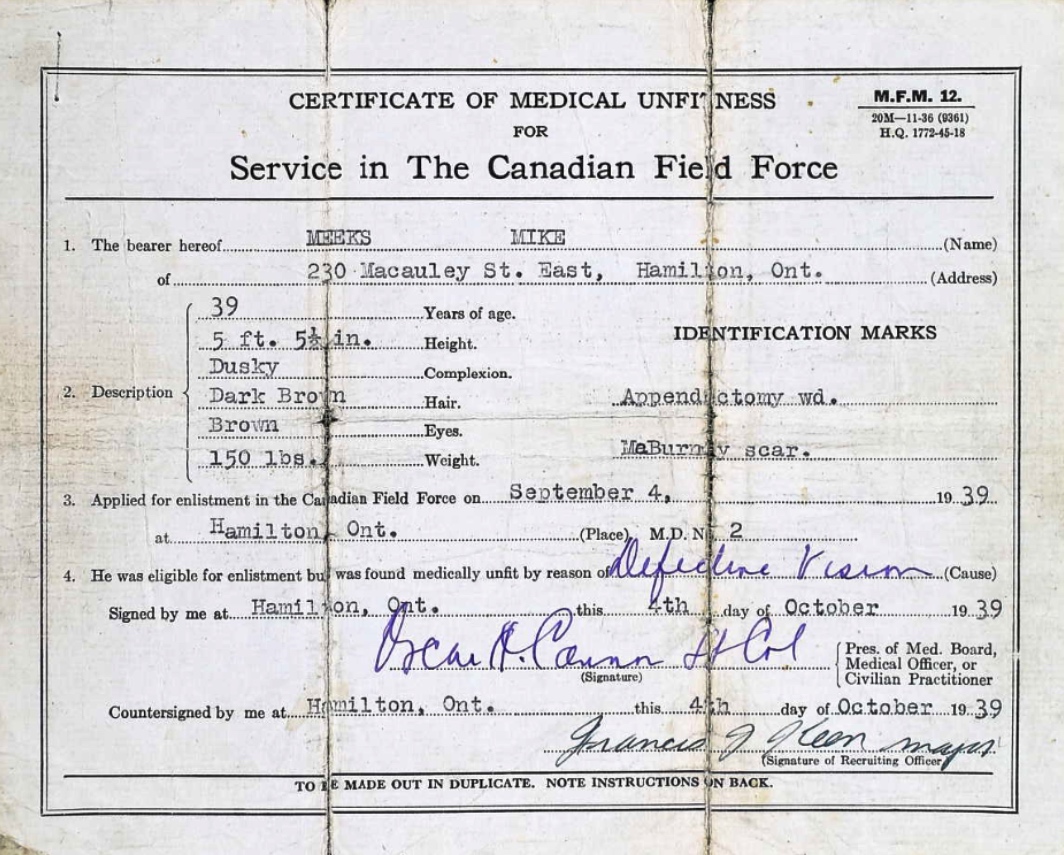 CERTIFICATE OF MEDICAL UNFITNESS
FOR
Service in The Canadian Field Force
M.F.M. 12.
20M—11-36 (9361)
H.Q. 1772-45-18
1. The bearer hereof MEEKS MIKE (Name)
of 230 Macauley St. East, Hamilton, Ont. (Address)
2. Description
39 Years of age.
5 ft. 5½ in. Height.
Dusky Complexion.
Dark Brown Hair.
Brown Eyes.
150 lbs. Weight.
IDENTIFICATION MARKS
Appendectomy wd.
MaBurney scar.
3. Applied for enlistment in the Canadian Field Force on September 4, 19 39
at Hamilton, Ont. (Place) M.D. No 2
4. He was eligible for enlistment but was found medically unfit by reason of Defective Vision (Cause)
Signed by me at Hamilton, Ont. this 4th day of October 19 39
Oscar Lt Col
(Signature)
Pres. of Med. Board,
Medical Officer, or
Civilian Practitioner
Countersigned by me at Hamilton, Ont. this 4th day of October 19 39
Francis J Keen major
(Signature of Recruiting Officer)
TO BE MADE OUT IN DUPLICATE. NOTE INSTRUCTIONS ON BACK.